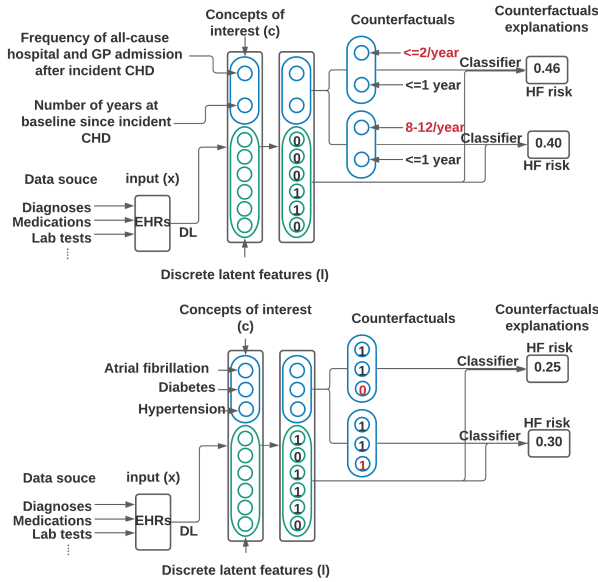 Concepts of
interest (c)
Counterfactuals
Counterfactuals
explanations
Frequency of all-cause
hospital and GP admission
after incident CHD
<=2/year
Classifier
0.46
<=1 year
HF risk
Number of years at
baseline since incident
CHD
8-12/year
Classifier
0.40
<=1 year
HF risk
0
0
0
1
1
0
Data souce
input (x)
Diagnoses
Medications
Lab tests
EHRs
DL
Discrete latent features (l)
Concepts of interest
(c)
Counterfactuals
Counterfactuals
explanations
Atrial fibrillation
Diabetes
Hypertension
1
1
0
Classifier
HF risk
0.25
1
1
1
Classifier
HF risk
0.30
1
0
1
1
1
0
Data souce
input (x)
Diagnoses
Medications
Lab tests
EHRs
DL
Discrete latent features (l)